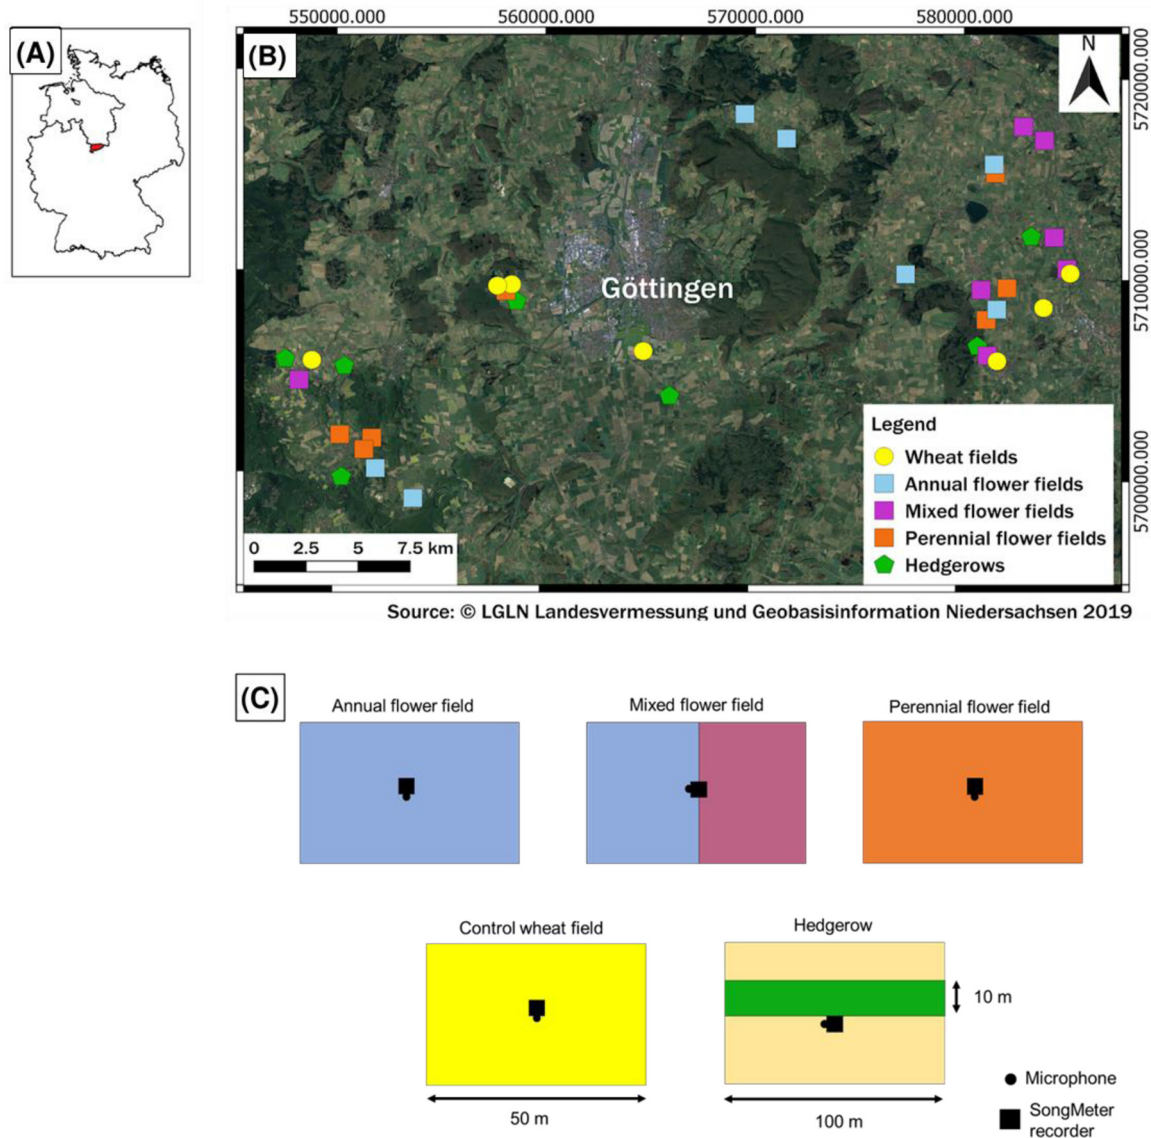 (A)
550000.000 560000.000 570000.000 580000.000
(B)
N
5720000.000
5710000.000
5700000.000
Göttingen
Legend
Wheat fields
Annual flower fields
Mixed flower fields
Perennial flower fields
Hedgerows
0 2.5 5 7.5 km
Source: © LGLN Landesvermessung und Geobasisinformation Niedersachsen 2019
(C)
Annual flower field
Mixed flower field
Perennial flower field
Control wheat field
Hedgerow
10 m
50 m
100 m
Microphone
SongMeter
recorder